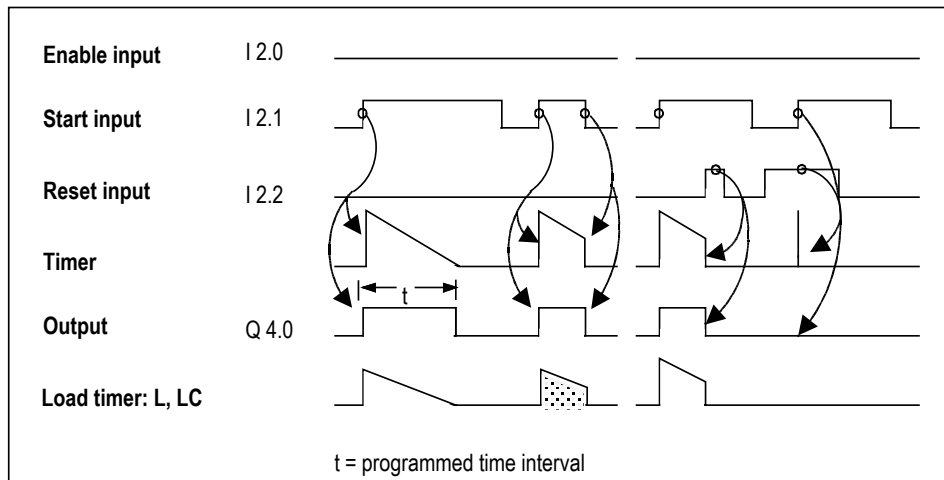 Enable input I 2.0
Start input I 2.1
Reset input I 2.2
Timer
t
Output Q 4.0
Load timer: L, LC
t = programmed time interval